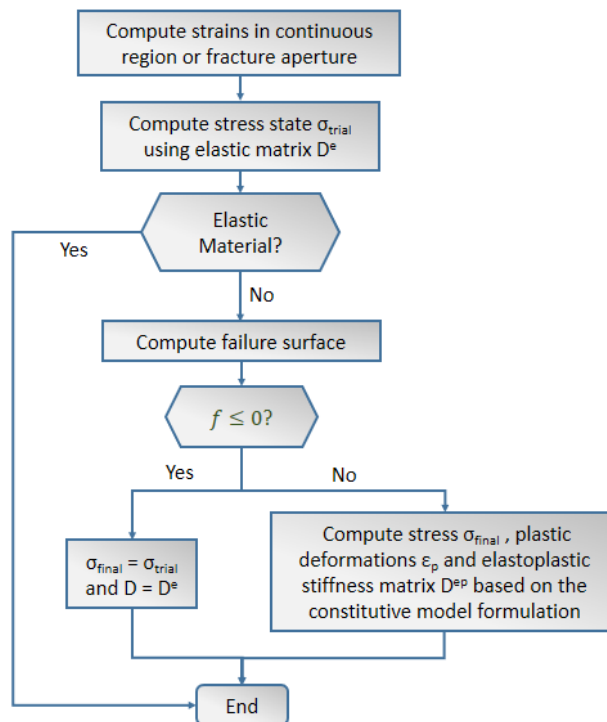 Compute strains in continuous
region or fracture aperture
Compute stress state σtrial
using elastic matrix Dᵉ
Elastic
Material?
Yes
No
Compute failure surface
f ≤ 0?
Yes
No
σfinal = σtrial
and D = Dᵉ
Compute stress σfinal , plastic
deformations εp and elastoplastic
stiffness matrix Dᵉᵖ based on the
constitutive model formulation
End